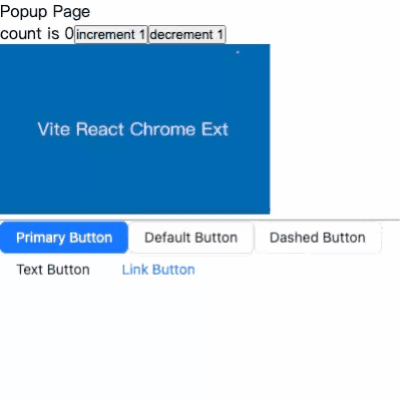 Popup Page
count is 0 increment 1 decrement 1
Vite React Chrome Ext
Primary Button Default Button Dashed Button
Text Button Link Button